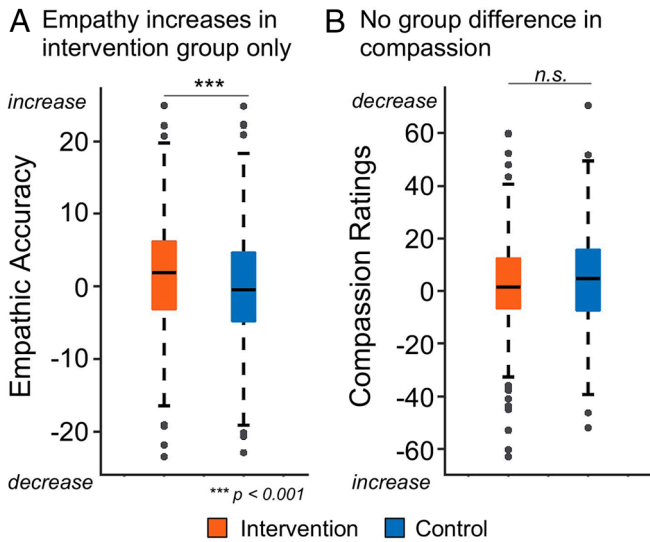 A Empathy increases in
intervention group only
increase
***
Empathic Accuracy
20
10
0
-10
-20
decrease
*** p < 0.001
B No group difference in
compassion
decrease
n.s.
Compassion Ratings
60
40
20
0
-20
-40
-60
increase
Intervention
Control